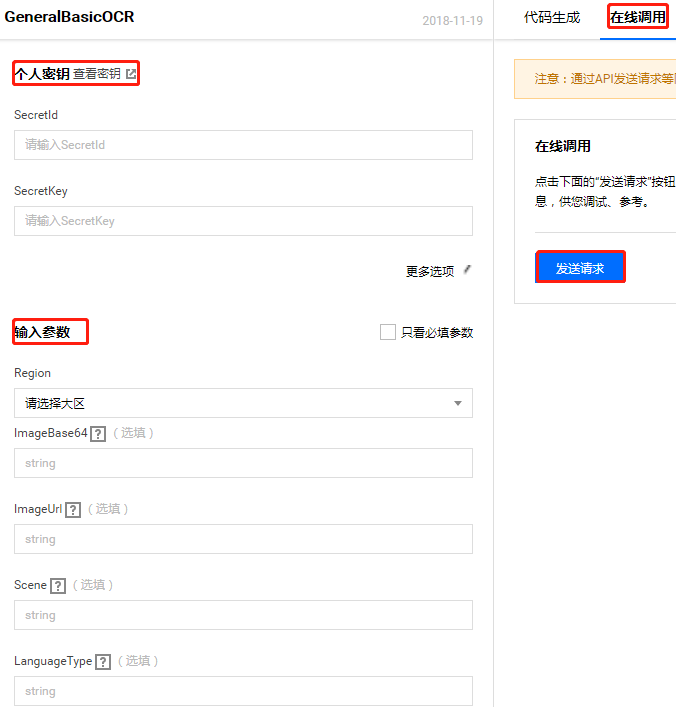 GeneralBasicOCR
2018-11-19
代码生成
在线调用
个人密钥 查看密钥
SecretId
请输入SecretId
SecretKey
请输入SecretKey
更多选项
输入参数
只看必填参数
Region
请选择大区
ImageBase64 ? （选填）
string
ImageUrl ? （选填）
string
Scene ? （选填）
string
LanguageType ? （选填）
string
注意：通过API发送请求等
在线调用
点击下面的“发送请求”按钮
息，供您调试、参考。
发送请求